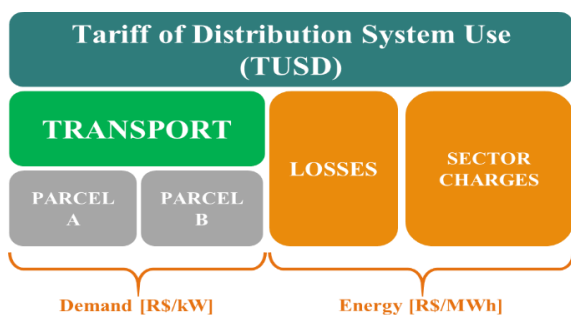 Tariff of Distribution System Use
(TUSD)
TRANSPORT
LOSSES
SECTOR
CHARGES
PARCEL
A
PARCEL
B
Demand [R$/kW]
Energy [R$/MWh]